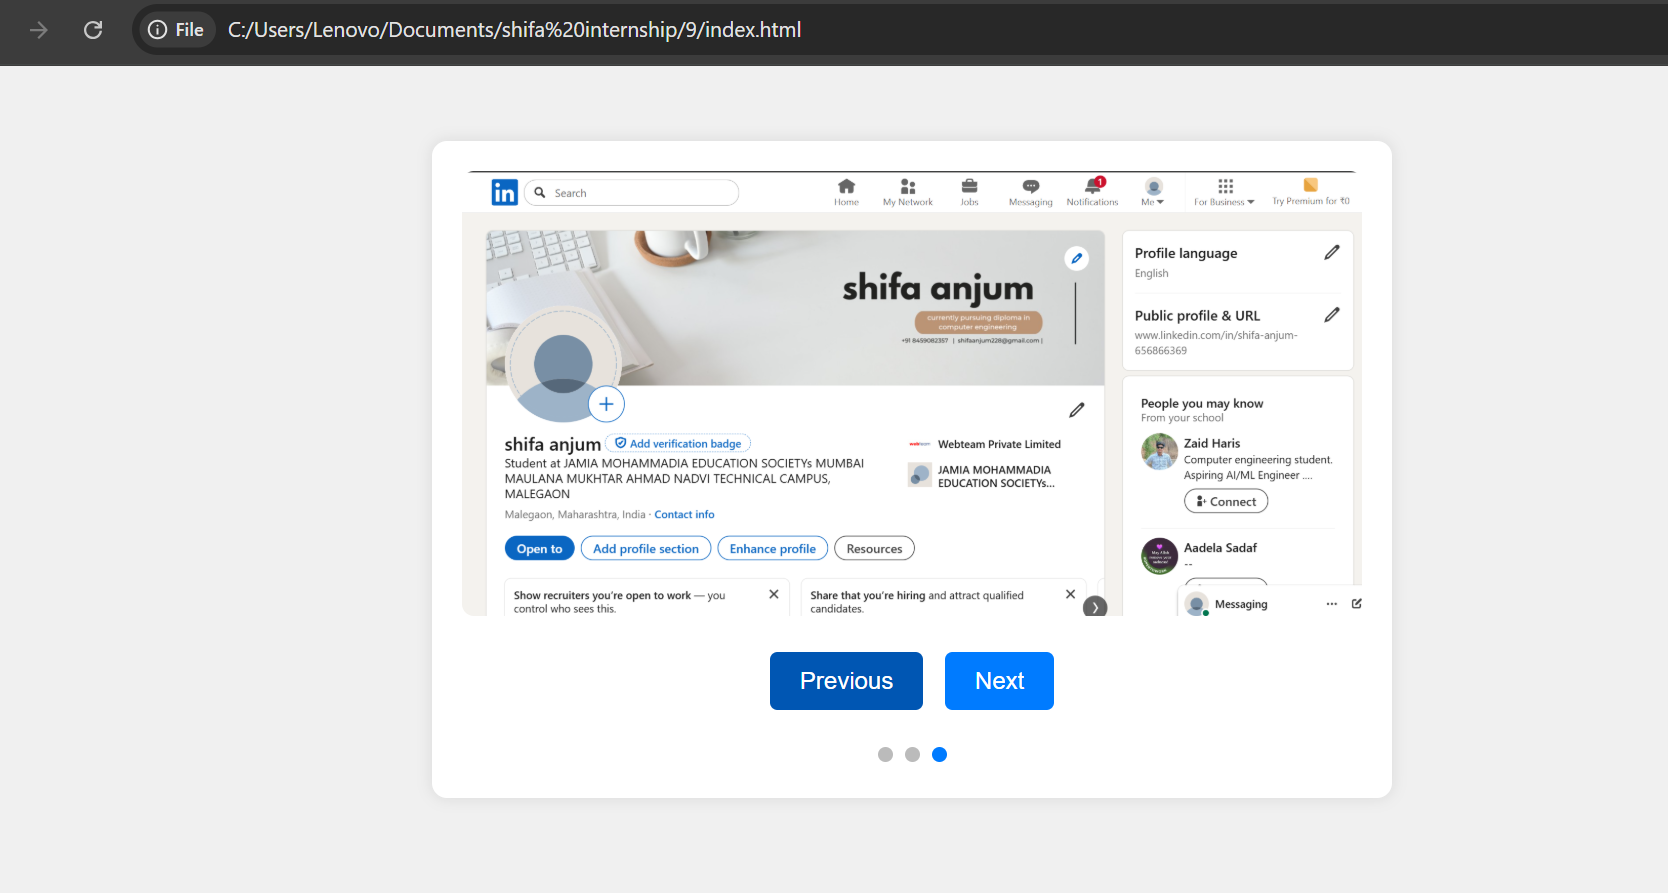 File C:/Users/Lenovo/Documents/shifa%20internship/9/index.html
in Search Home My Network Jobs Messaging 1 Notifications Me For Business Try Premium for ₹0
shifa anjum
currently pursuing diploma in
computer engineering
+91 8459082357 | shifaanjum228@gmail.com |
shifa anjum Add verification badge
Student at JAMIA MOHAMMADIA EDUCATION SOCIETYs MUMBAI
MAULANA MUKHTAR AHMAD NADVI TECHNICAL CAMPUS,
MALEGAON
Malegaon, Maharashtra, India · Contact info
Webteam Private Limited
JAMIA MOHAMMADIA
EDUCATION SOCIETYs...
Open to Add profile section Enhance profile Resources
Show recruiters you're open to work — you
control who sees this.
Share that you're hiring and attract qualified
candidates.
Profile language
English
Public profile & URL
www.linkedin.com/in/shifa-anjum-
656866369
People you may know
From your school
Zaid Haris
Computer engineering student.
Aspiring AI/ML Engineer ....
Connect
Aadela Sadaf
--
Messaging
Previous Next